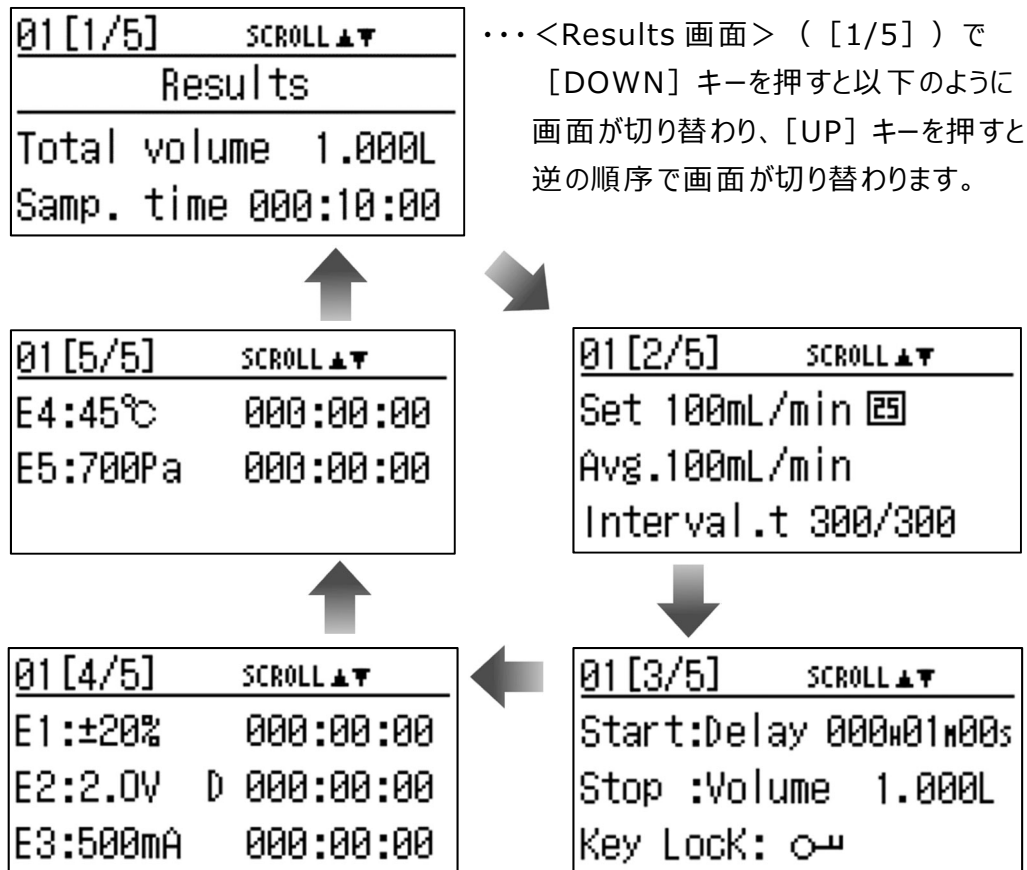 01[1/5] SCROLL▲▼
Results
Total volume 1.000L
Samp. time 000:10:00
･･･<Results 画面>（［1/5］）で
［DOWN］キーを押すと以下のように
画面が切り替わり、［UP］キーを押すと
逆の順序で画面が切り替わります。
01[5/5] SCROLL▲▼
E4:45℃ 000:00:00
E5:700Pa 000:00:00
01[2/5] SCROLL▲▼
Set 100mL/min 25
Avg.100mL/min
Interval.t 300/300
01[4/5] SCROLL▲▼
E1:±20% 000:00:00
E2:2.0V D 000:00:00
E3:500mA 000:00:00
01[3/5] SCROLL▲▼
Start:Delay 000H01M00S
Stop :Volume 1.000L
Key LocK: